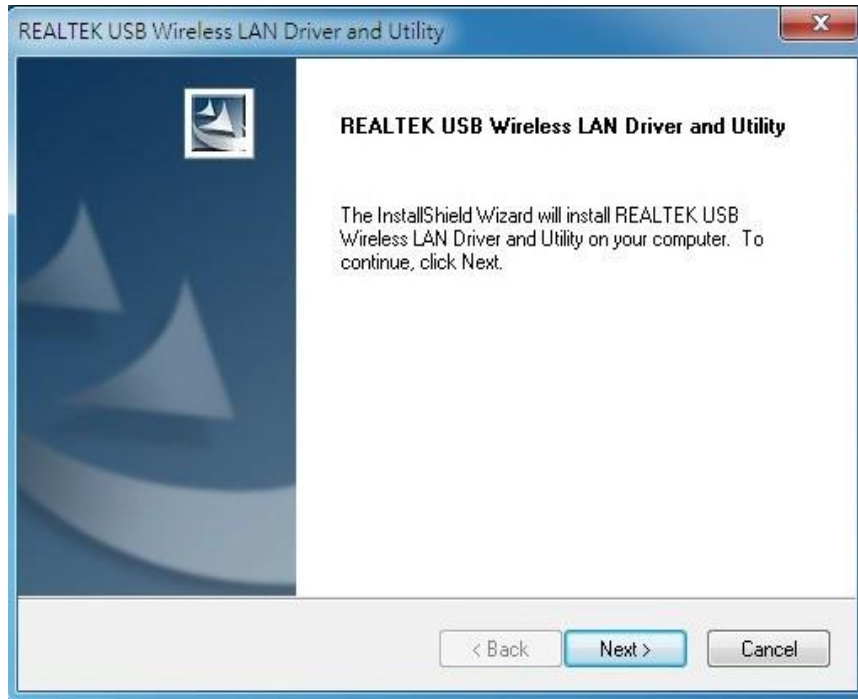 REALTEK USB Wireless LAN Driver and Utility
REALTEK USB Wireless LAN Driver and Utility
The InstallShield Wizard will install REALTEK USB
Wireless LAN Driver and Utility on your computer.  To
continue, click Next.
< Back Next > Cancel